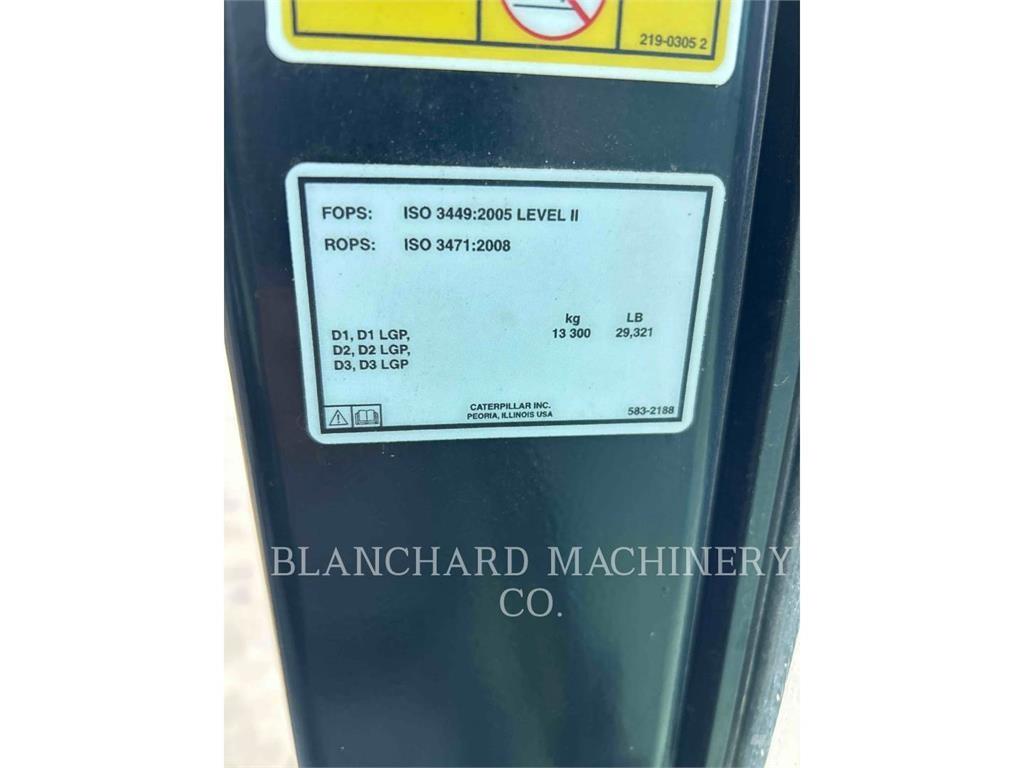 219-0305 2
FOPS: ISO 3449:2005 LEVEL II
ROPS: ISO 3471:2008
kg LB
D1, D1 LGP, 13 300 29,321
D2, D2 LGP,
D3, D3 LGP
CATERPILLAR INC.
PEORIA, ILLINOIS USA
583-2188
BLANCHARD MACHINERY
CO.